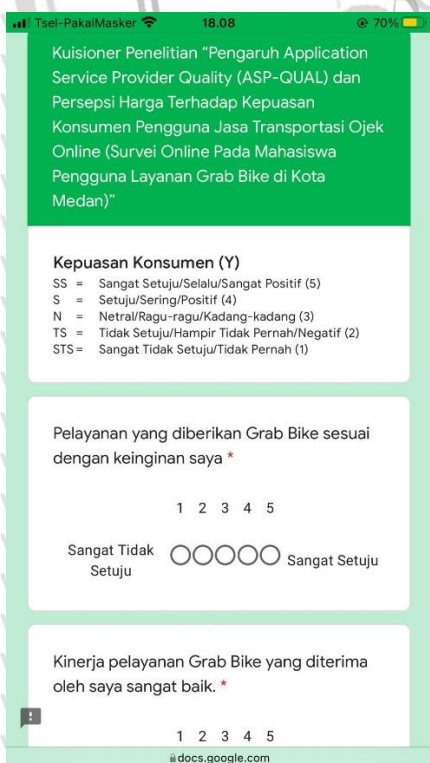 Tsel-PakaiMasker 18.08 70%
Kuisioner Penelitian “Pengaruh Application
Service Provider Quality (ASP-QUAL) dan
Persepsi Harga Terhadap Kepuasan
Konsumen Pengguna Jasa Transportasi Ojek
Online (Survei Online Pada Mahasiswa
Pengguna Layanan Grab Bike di Kota
Medan)”
Kepuasan Konsumen (Y)
SS = Sangat Setuju/Selalu/Sangat Positif (5)
S = Setuju/Sering/Positif (4)
N = Netral/Ragu-ragu/Kadang-kadang (3)
TS = Tidak Setuju/Hampir Tidak Pernah/Negatif (2)
STS = Sangat Tidak Setuju/Tidak Pernah (1)
Pelayanan yang diberikan Grab Bike sesuai
dengan keinginan saya *
1 2 3 4 5
Sangat Tidak
Setuju
Sangat Setuju
Kinerja pelayanan Grab Bike yang diterima
oleh saya sangat baik. *
1 2 3 4 5
docs.google.com